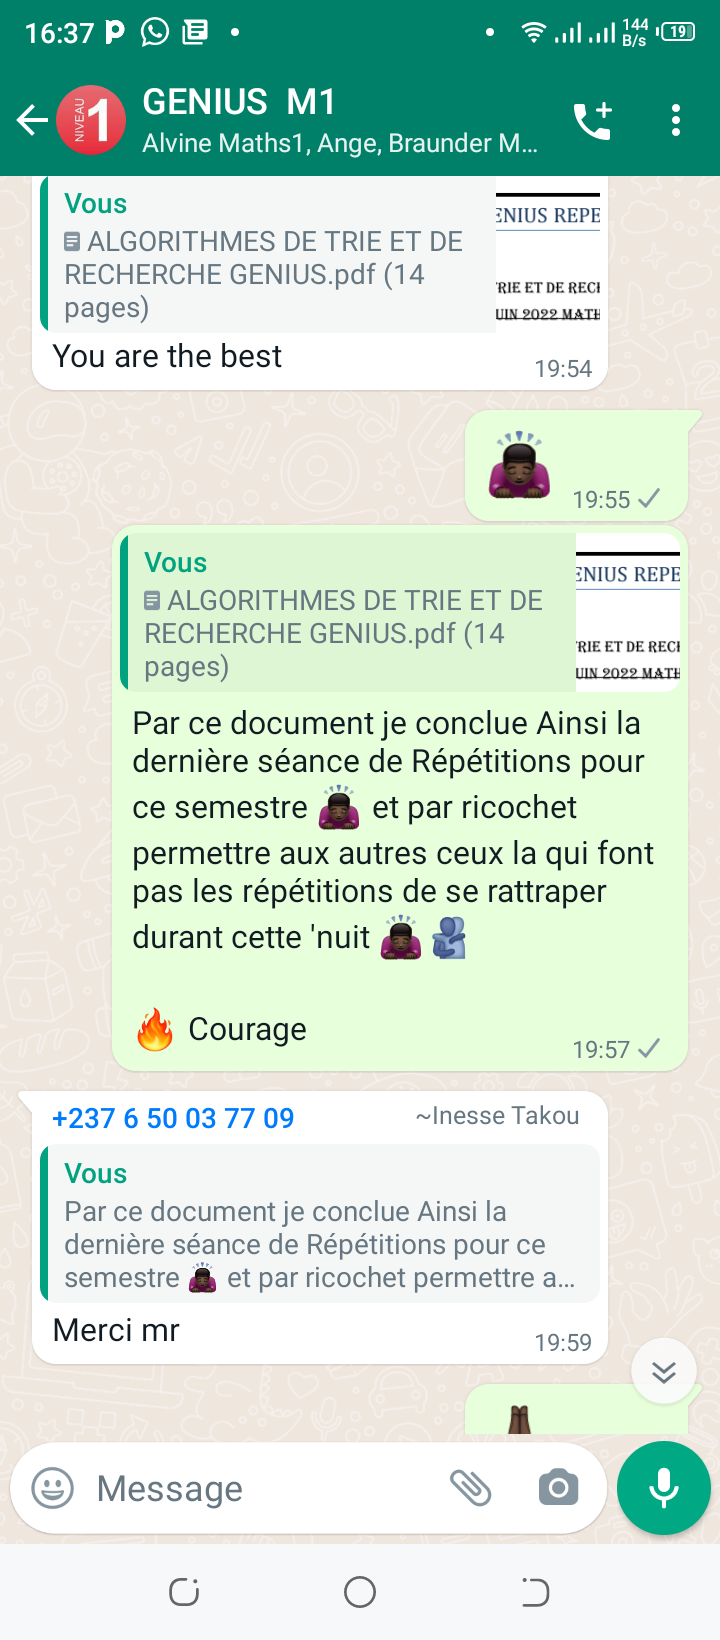 16:37
144
B/s
19
NIVEAU
1
GENIUS M1
Alvine Maths1, Ange, Braunder M...
Vous
ALGORITHMES DE TRIE ET DE
RECHERCHE GENIUS.pdf (14
pages)
ENIUS REPE
RIE ET DE RECH
UIN 2022 MATH
You are the best
19:54
19:55
Vous
ALGORITHMES DE TRIE ET DE
RECHERCHE GENIUS.pdf (14
pages)
ENIUS REPE
RIE ET DE RECH
UIN 2022 MATH
Par ce document je conclue Ainsi la
dernière séance de Répétitions pour
ce semestre 🙇🏿 et par ricochet
permettre aux autres ceux la qui font
pas les répétitions de se rattraper
durant cette 'nuit 🙇🏿🫂
🔥 Courage
19:57
+237 6 50 03 77 09
~Inesse Takou
Vous
Par ce document je conclue Ainsi la
dernière séance de Répétitions pour ce
semestre 🙇🏿 et par ricochet permettre a...
Merci mr
19:59
Message